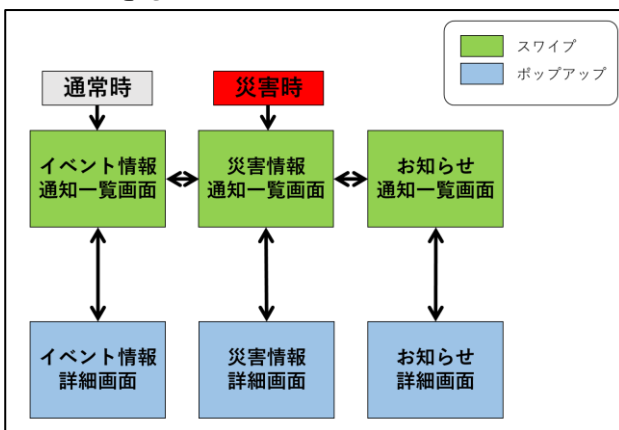 スワイプ
ポップアップ
通常時
災害時
イベント情報
通知一覧画面
災害情報
通知一覧画面
お知らせ
通知一覧画面
イベント情報
詳細画面
災害情報
詳細画面
お知らせ
詳細画面